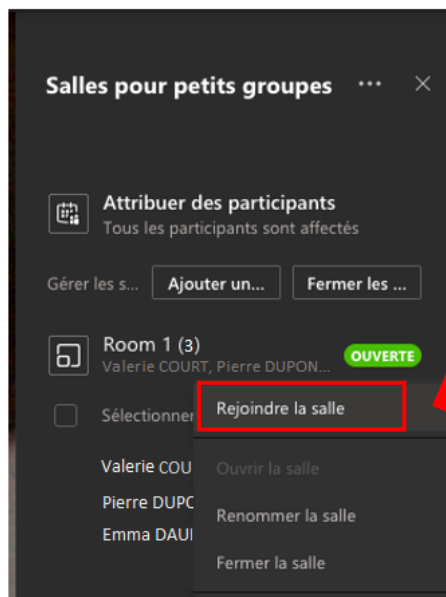 Salles pour petits groupes ... ×
Attribuer des participants
Tous les participants sont affectés
Gérer les s... Ajouter un... Fermer les ...
Room 1 (3)
Valerie COURT, Pierre DUPON... OUVERTE
Sélectionner
Rejoindre la salle
Valerie COU
Ouvrir la salle
Pierre DUPC
Renommer la salle
Emma DAUI
Fermer la salle